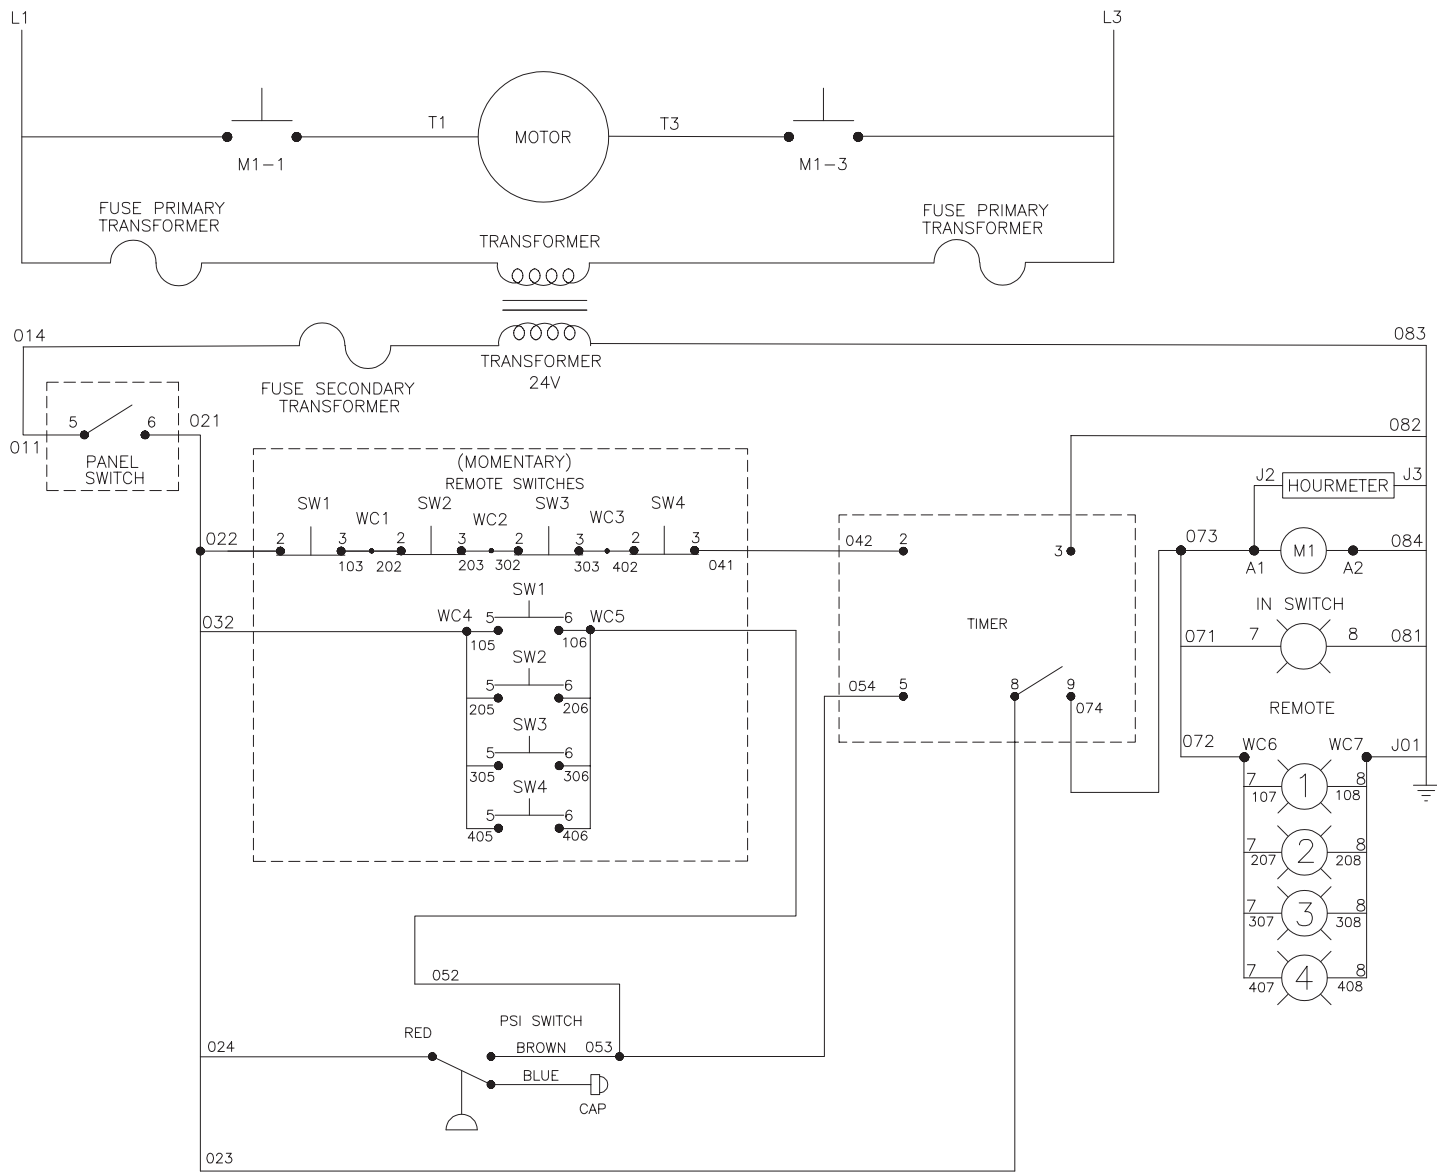 L1
L3
T1
MOTOR
T3
M1-1
M1-3
FUSE PRIMARY
TRANSFORMER
FUSE PRIMARY
TRANSFORMER
TRANSFORMER
014
083
TRANSFORMER
24V
FUSE SECONDARY
TRANSFORMER
5
6
021
011
PANEL
SWITCH
082
(MOMENTARY)
REMOTE SWITCHES
J2
HOURMETER
J3
SW1
WC1
SW2
WC2
SW3
WC3
SW4
022
2
3
2
3
2
3
2
3
042
2
3
073
M1
084
103
202
203
302
303
402
041
A1
A2
SW1
032
WC4
5
6
WC5
105
106
TIMER
IN SWITCH
071
7
8
081
SW2
5
6
205
206
054
5
8
9
074
SW3
5
6
305
306
REMOTE
SW4
5
6
405
406
072
WC6
WC7
J01
7
1
8
107
108
7
2
8
207
208
7
3
8
307
308
7
4
8
407
408
052
RED
PSI SWITCH
024
BROWN
053
BLUE
CAP
023